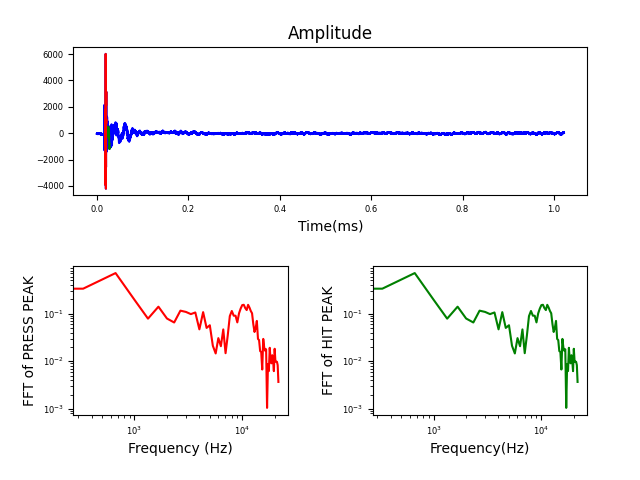 Amplitude
6000
4000
2000
0
−2000
−4000
0.0 0.2 0.4 0.6 0.8 1.0
Time(ms)
FFT of PRESS PEAK
10⁻¹
10⁻²
10⁻³
10³ 10⁴
Frequency (Hz)
FFT of HIT PEAK
10⁻¹
10⁻²
10⁻³
10³ 10⁴
Frequency(Hz)